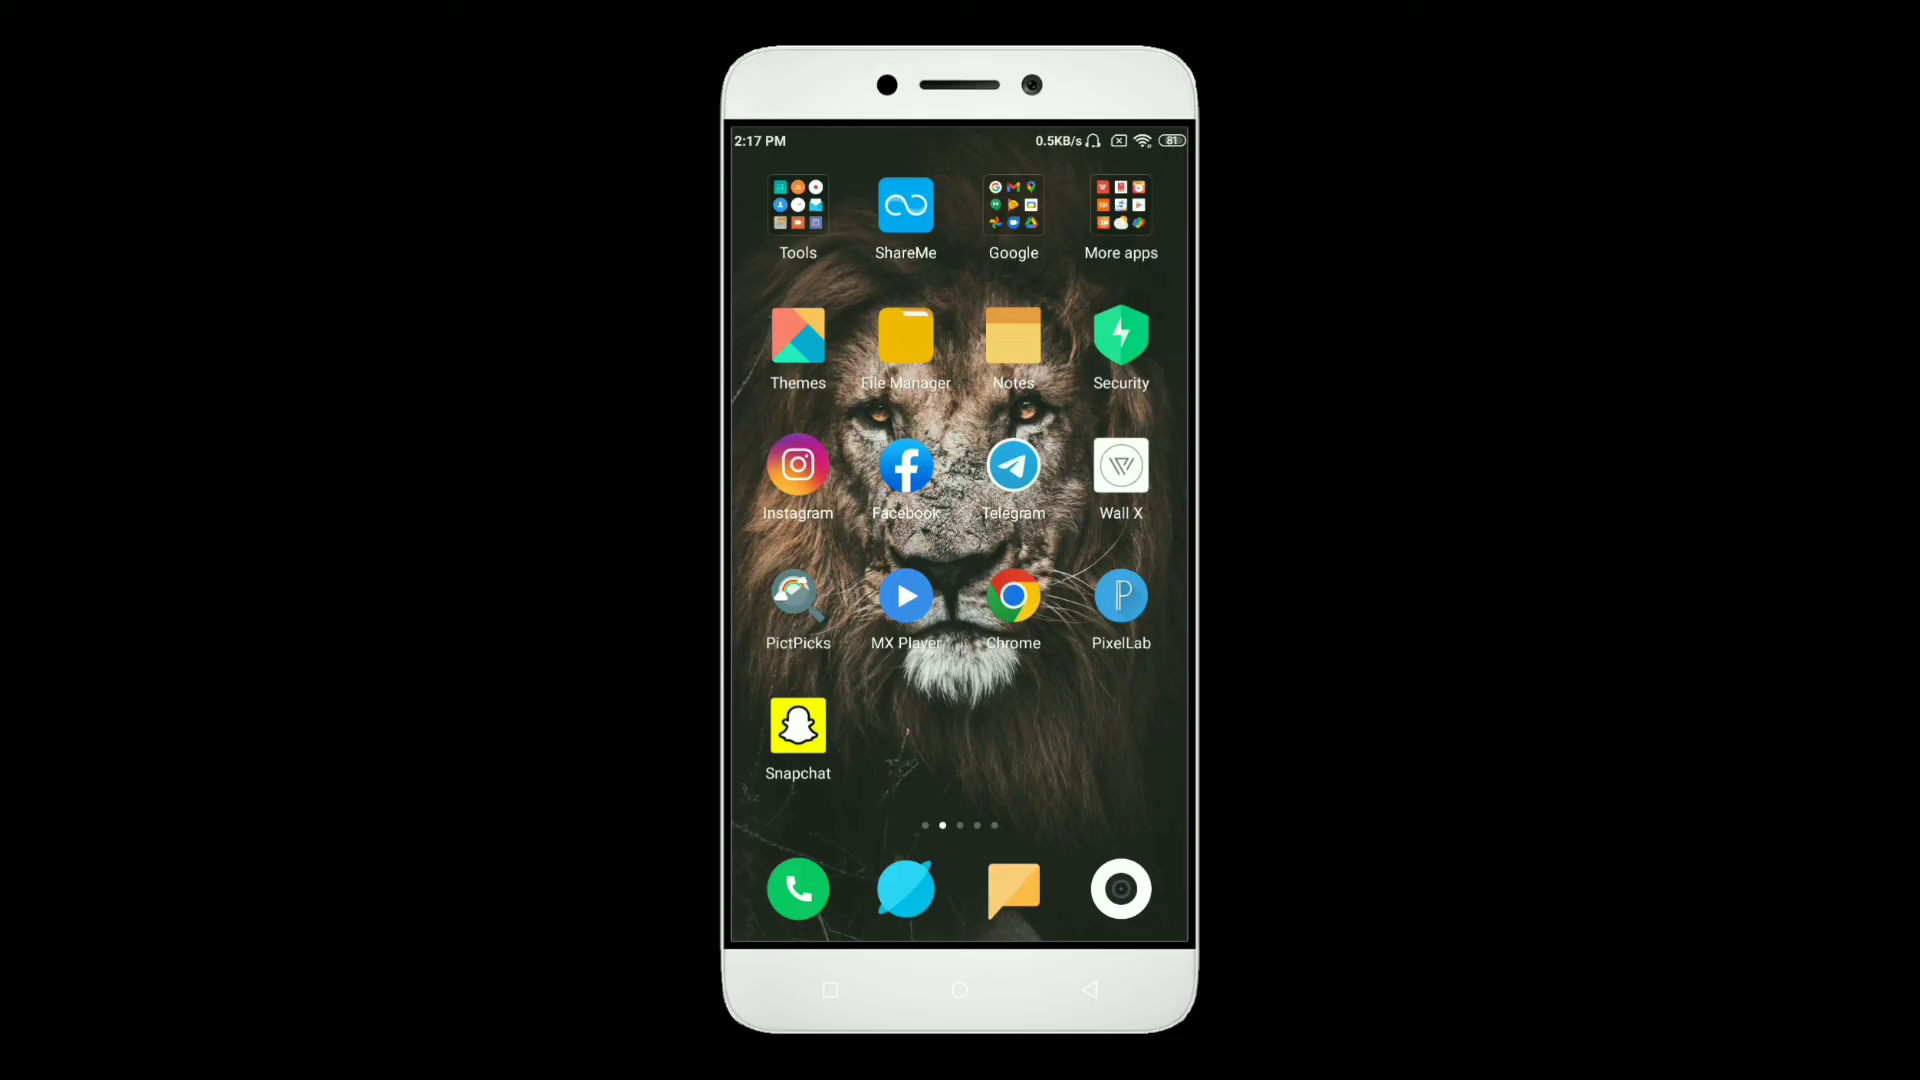 2:17 PM 0.5KB/s 81
Tools ShareMe Google More apps
Themes File Manager Notes Security
Instagram Facebook Telegram Wall X
PictPicks MX Player Chrome PixelLab
Snapchat